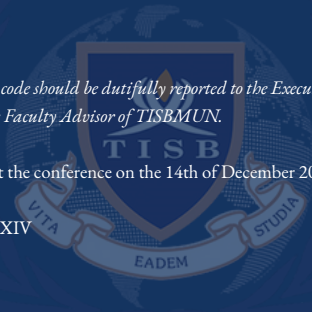 code should be dutifully reported to the Execu
Faculty Advisor of TISBMUN.
TISB
t the conference on the 14th of December 20
XIV
VITA
EADEM
STUDIA